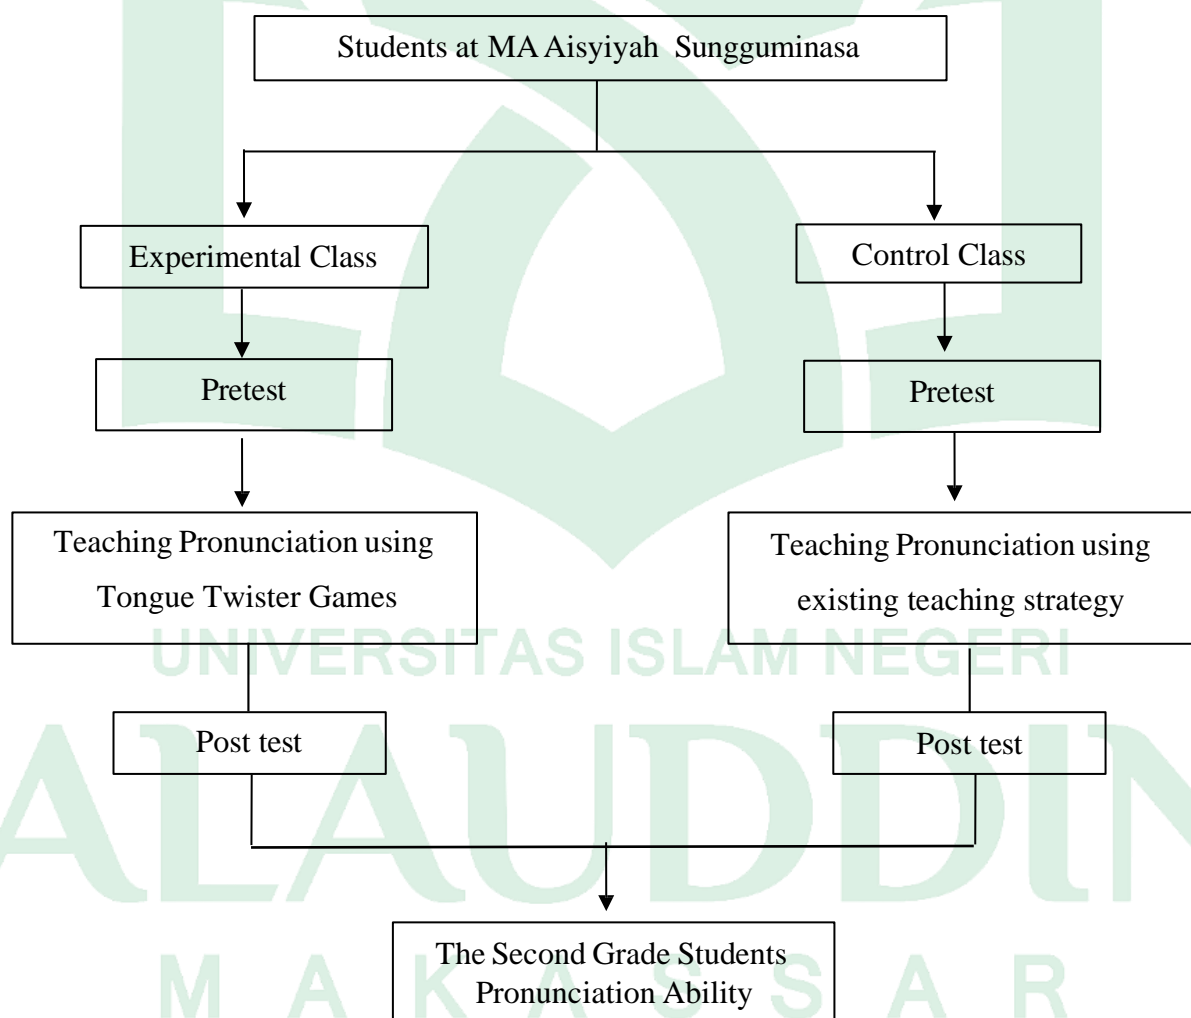 Students at MA Aisyiyah Sungguminasa
Experimental Class
Control Class
Pretest
Pretest
Teaching Pronunciation using
Tongue Twister Games
Teaching Pronunciation using
existing teaching strategy
UNIVERSITAS ISLAM NEGERI
Post test
Post test
ALAUDDIN
The Second Grade Students
Pronunciation Ability
MAKASSAR